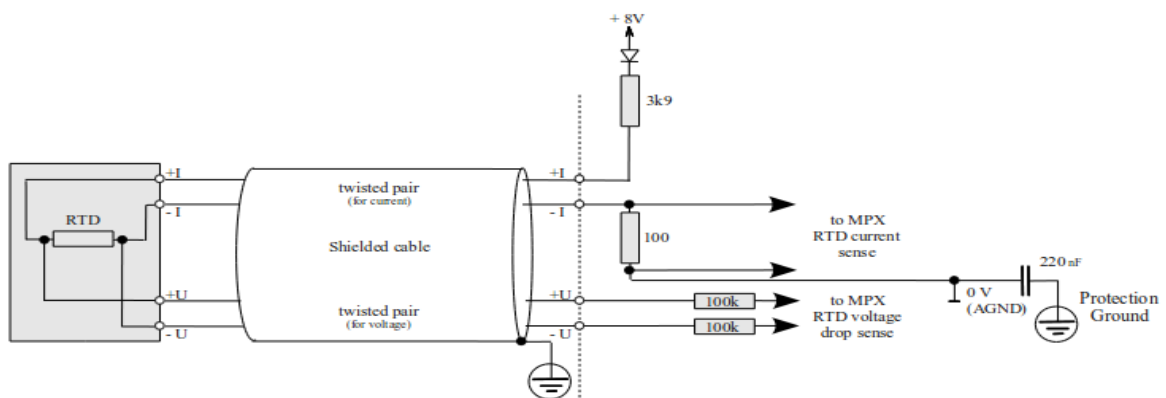 + 8V
3k9
+I
- I
RTD
+U
- U
twisted pair
(for current)
Shielded cable
twisted pair
(for voltage)
+I
- I
+U
- U
100
to MPX
RTD current
sense
100k
100k
to MPX
RTD voltage
drop sense
0 V
(AGND)
220 nF
Protection
Ground